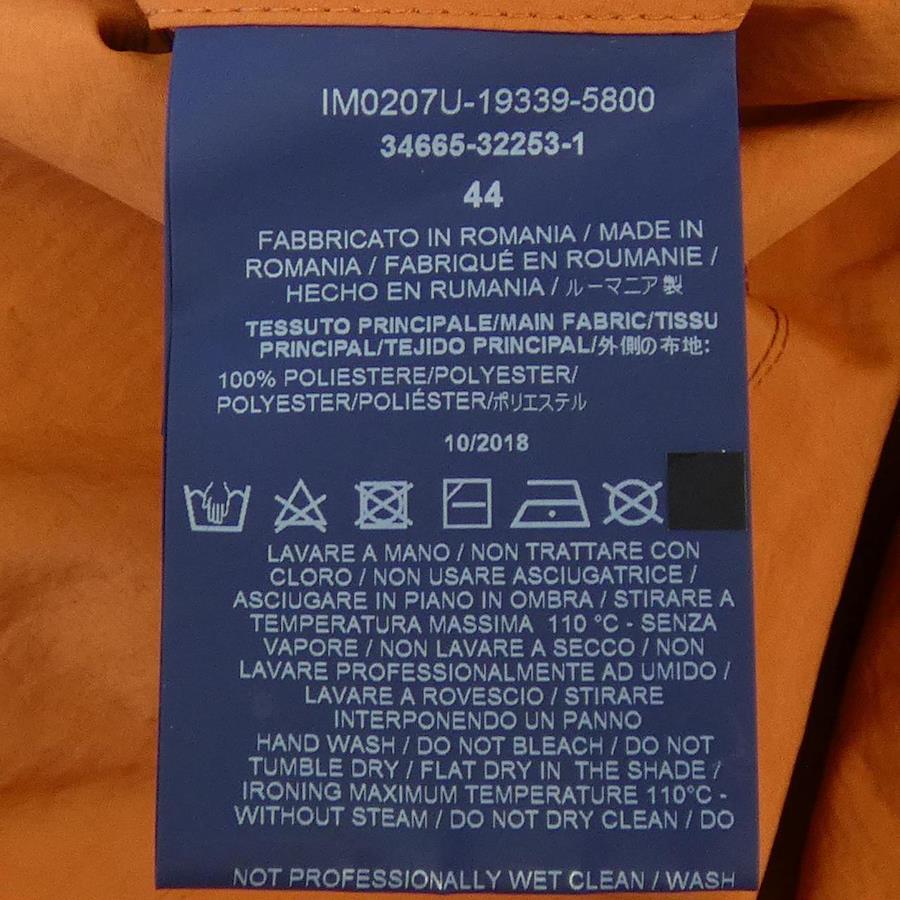 IM0207U-19339-5800
34665-32253-1
44
FABBRICATO IN ROMANIA / MADE IN
ROMANIA / FABRIQUÉ EN ROUMANIE /
HECHO EN RUMANIA / ルーマニア製
TESSUTO PRINCIPALE/MAIN FABRIC/TISSU
PRINCIPAL/TEJIDO PRINCIPAL/外側の布地:
100% POLIESTERE/POLYESTER/
POLYESTER/POLIÉSTER/ポリエステル
10/2018
LAVARE A MANO / NON TRATTARE CON
CLORO / NON USARE ASCIUGATRICE /
ASCIUGARE IN PIANO IN OMBRA / STIRARE A
TEMPERATURA MASSIMA 110 °C - SENZA
VAPORE / NON LAVARE A SECCO / NON
LAVARE PROFESSIONALMENTE AD UMIDO /
LAVARE A ROVESCIO / STIRARE
INTERPONENDO UN PANNO
HAND WASH / DO NOT BLEACH / DO NOT
TUMBLE DRY / FLAT DRY IN THE SHADE /
IRONING MAXIMUM TEMPERATURE 110°C -
WITHOUT STEAM / DO NOT DRY CLEAN / DO
NOT PROFESSIONALLY WET CLEAN / WASH